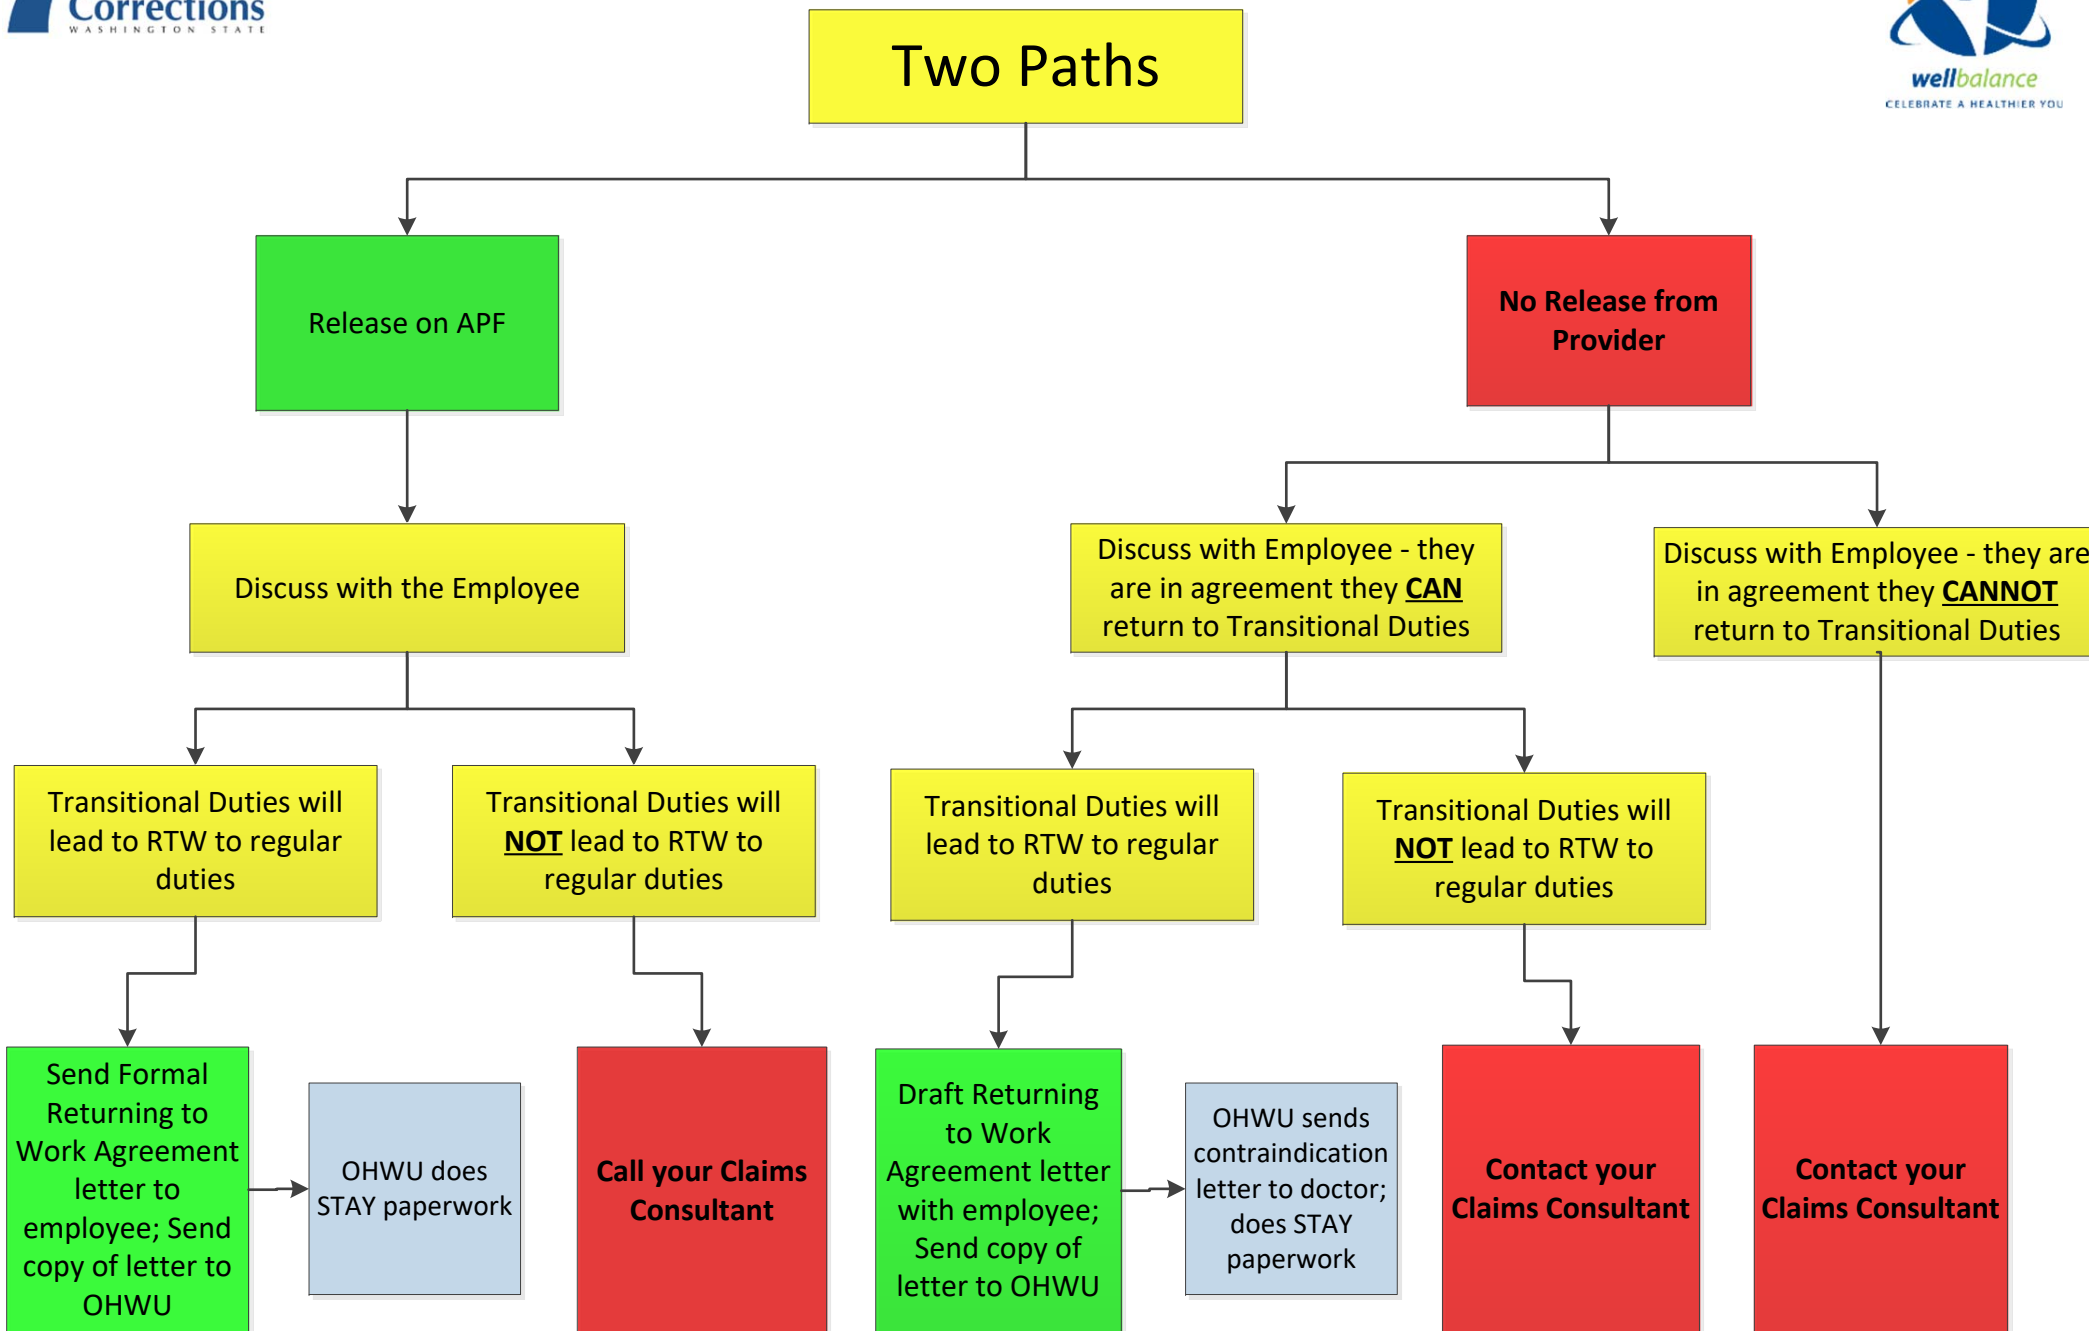 Corrections
WASHINGTON STATE
Two Paths
wellbalance
CELEBRATE A HEALTHIER YOU
Release on APF
No Release from
Provider
Discuss with the Employee
Discuss with Employee - they
are in agreement they CAN
return to Transitional Duties
Discuss with Employee - they are
in agreement they CANNOT
return to Transitional Duties
Transitional Duties will
lead to RTW to regular
duties
Transitional Duties will
NOT lead to RTW to
regular duties
Transitional Duties will
lead to RTW to regular
duties
Transitional Duties will
NOT lead to RTW to
regular duties
Send Formal
Returning to
Work Agreement
letter to
employee; Send
copy of letter to
OHWU
OHWU does
STAY paperwork
Call your Claims
Consultant
Draft Returning
to Work
Agreement letter
with employee;
Send copy of
letter to OHWU
OHWU sends
contraindication
letter to doctor;
does STAY
paperwork
Contact your
Claims Consultant
Contact your
Claims Consultant